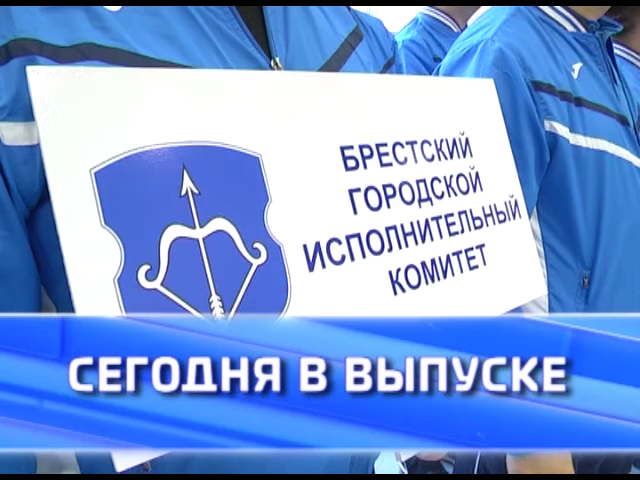 БРЕСТСКИЙ
ГОРОДСКОЙ
ИСПОЛНИТЕЛЬНЫЙ
КОМИТЕТ
СЕГОДНЯ В ВЫПУСКЕ